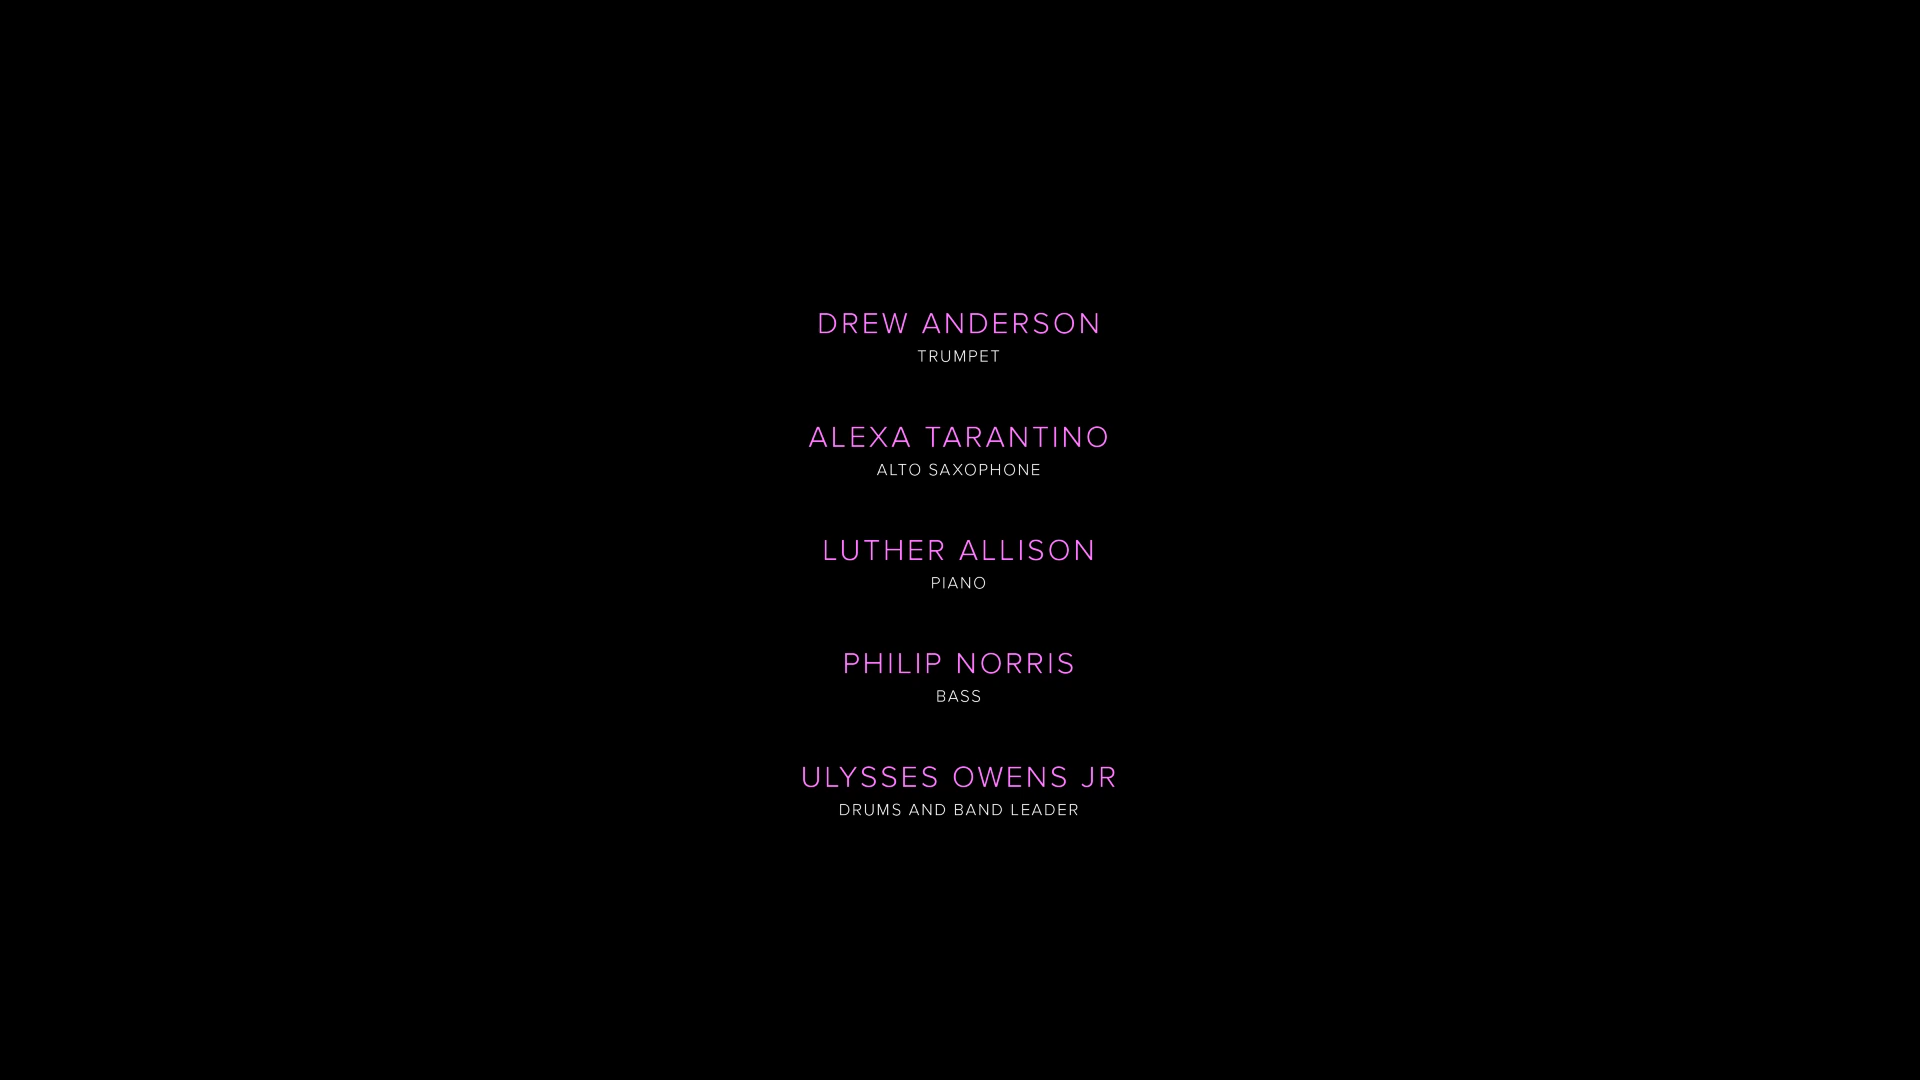 DREW ANDERSON
TRUMPET
ALEXA TARANTINO
ALTO SAXOPHONE
LUTHER ALLISON
PIANO
PHILIP NORRIS
BASS
ULYSSES OWENS JR
DRUMS AND BAND LEADER